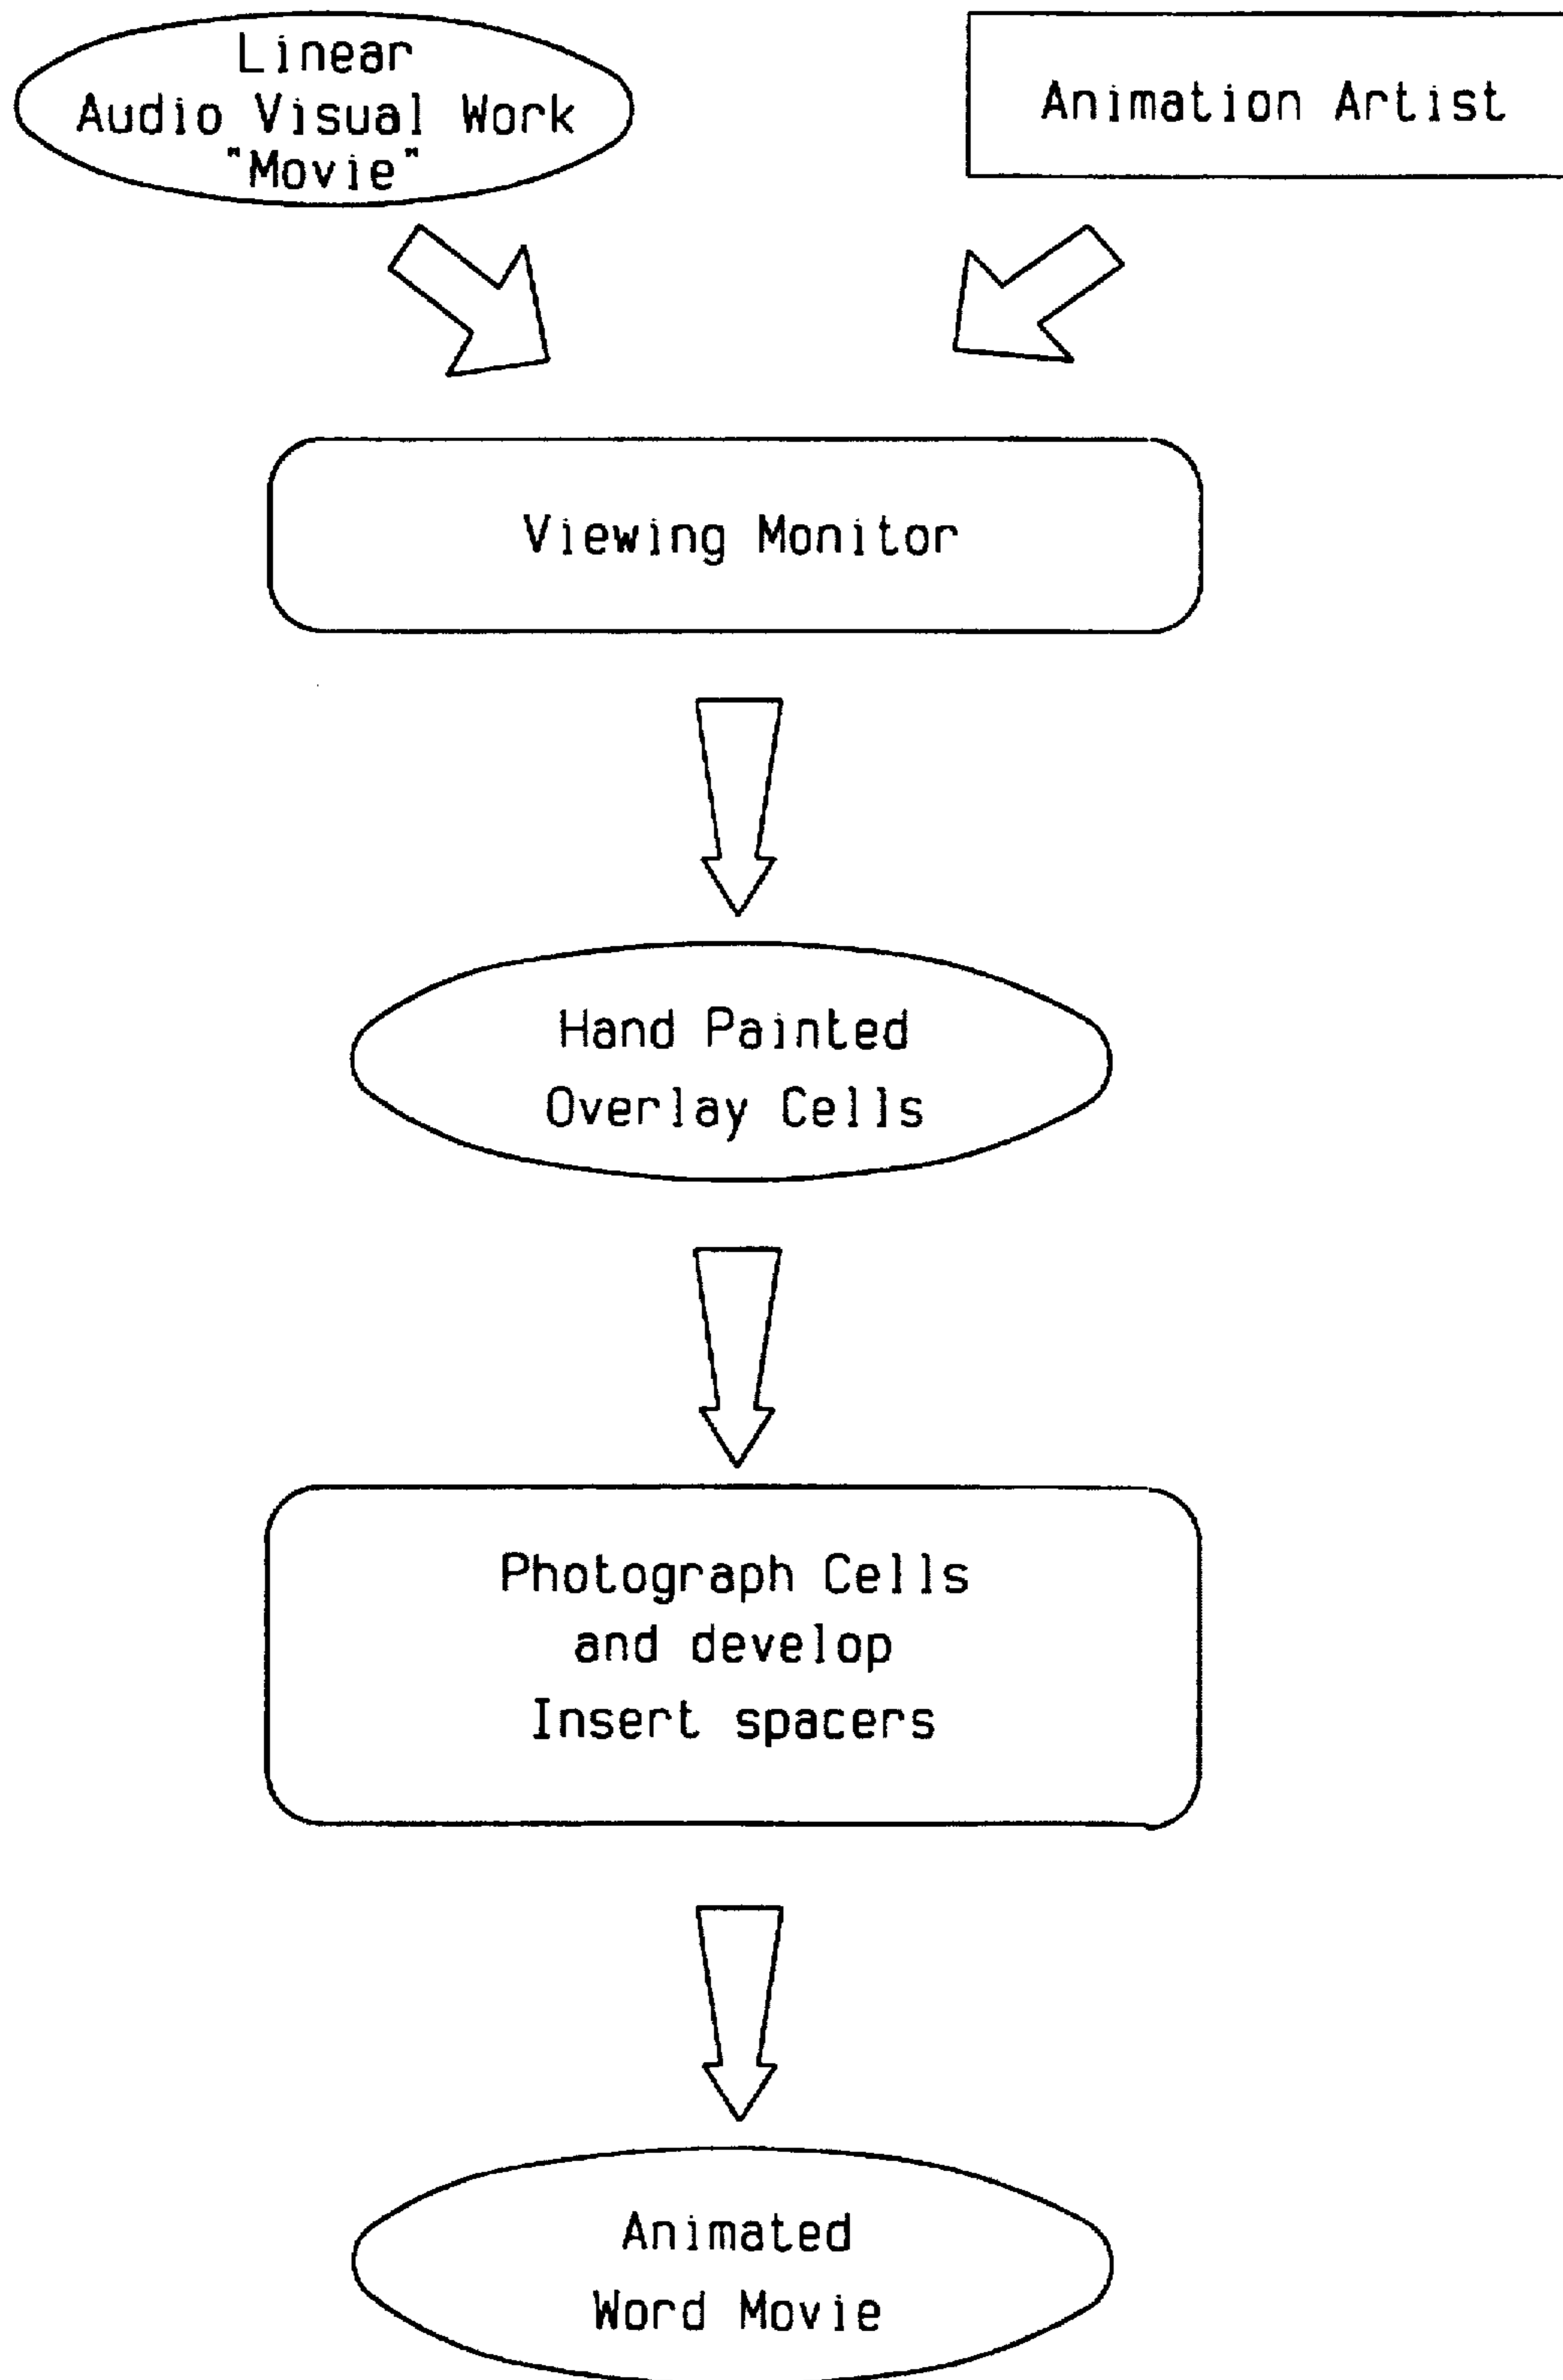 Linear
Audio Visual Work
"Movie"
Animation Artist
Viewing Monitor
Hand Painted
Overlay Cells
Photograph Cells
and develop
Insert spacers
Animated
Word Movie